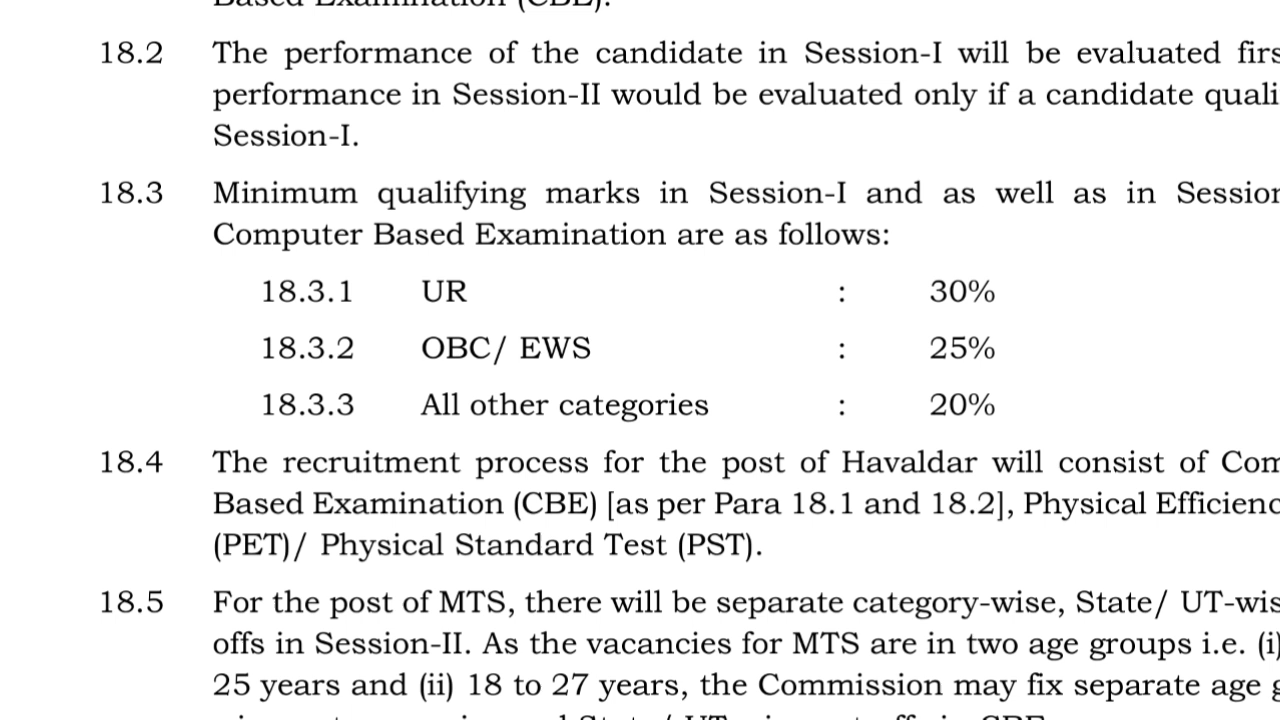 Based Examination (CBE).
18.2 The performance of the candidate in Session-I will be evaluated
performance in Session-II would be evaluated only if a candidate
Session-I.
18.3 Minimum qualifying marks in Session-I and as well as in
Computer Based Examination are as follows:
18.3.1 UR : 30%
18.3.2 OBC/ EWS : 25%
18.3.3 All other categories : 20%
18.4 The recruitment process for the post of Havaldar will consist of
Based Examination (CBE) [as per Para 18.1 and 18.2], Physical
(PET)/ Physical Standard Test (PST).
18.5 For the post of MTS, there will be separate category-wise, State/
offs in Session-II. As the vacancies for MTS are in two age groups i.e. (i)
25 years and (ii) 18 to 27 years, the Commission may fix separate age